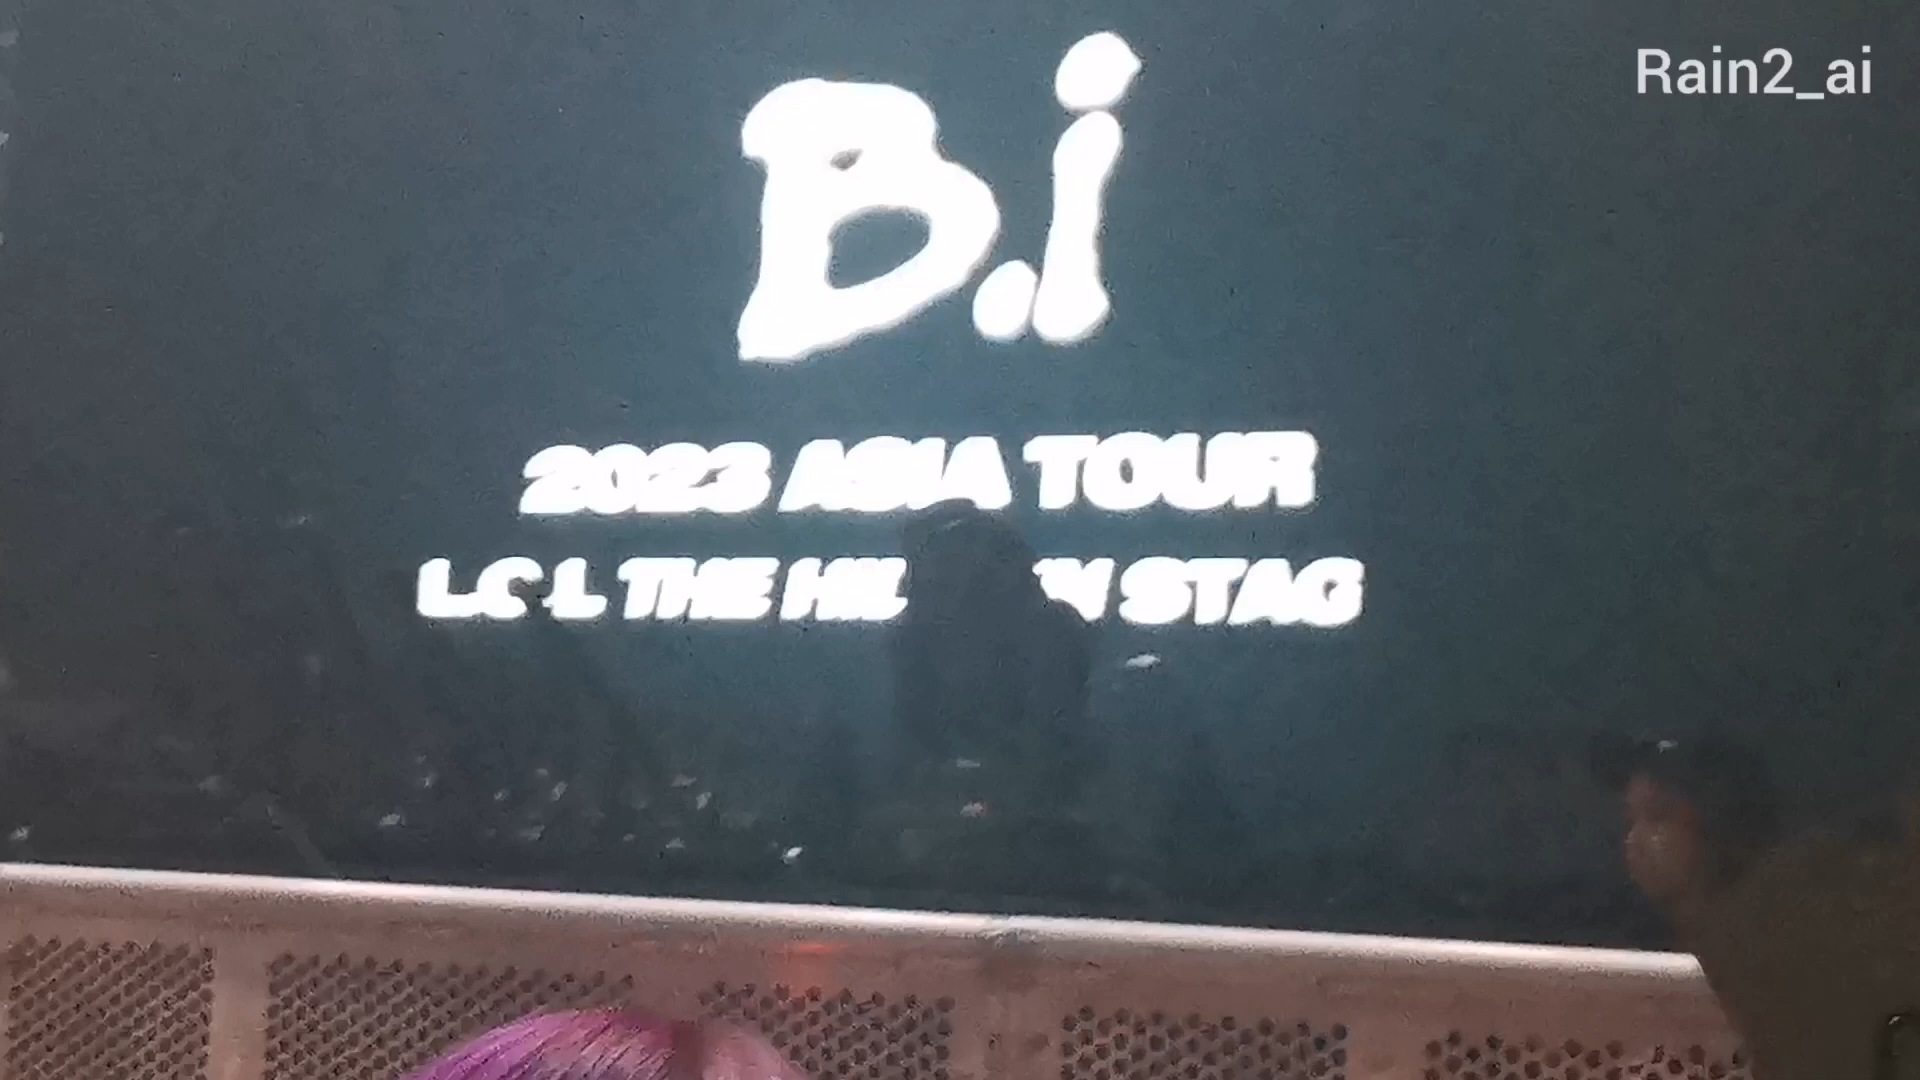 B.i
Rain2_ai
2023 ASIA TOUR
L.O.L THE STAG